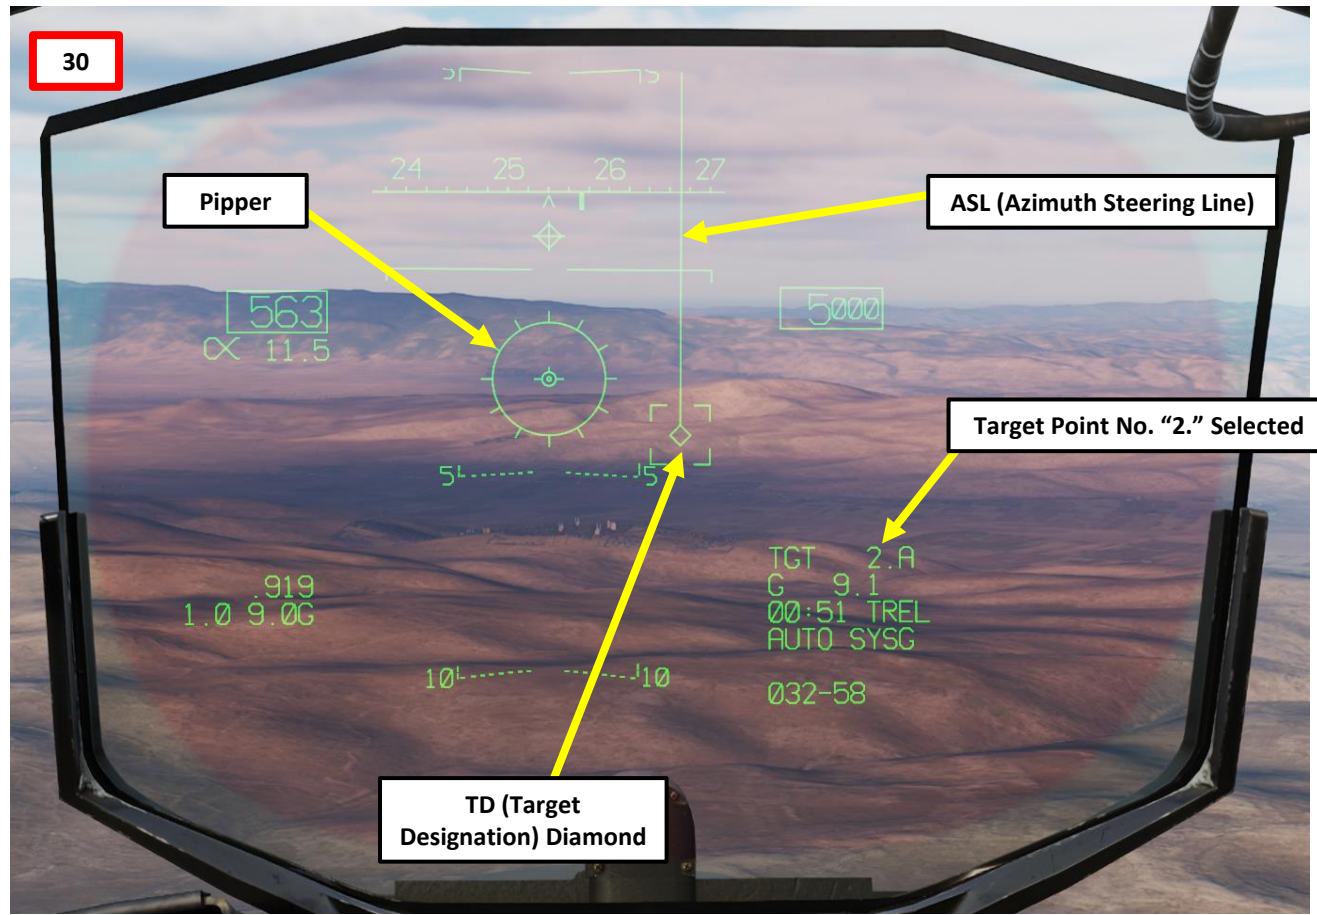 30
5 5
24 25 26 27
Pipper
ASL (Azimuth Steering Line)
563
5000
α 11.5
Target Point No. “2.” Selected
5 5
TGT 2.A
G 9.1
.919
00:51 TREL
1.0 9.0G
AUTO SYSG
10 10
032-58
TD (Target
Designation) Diamond